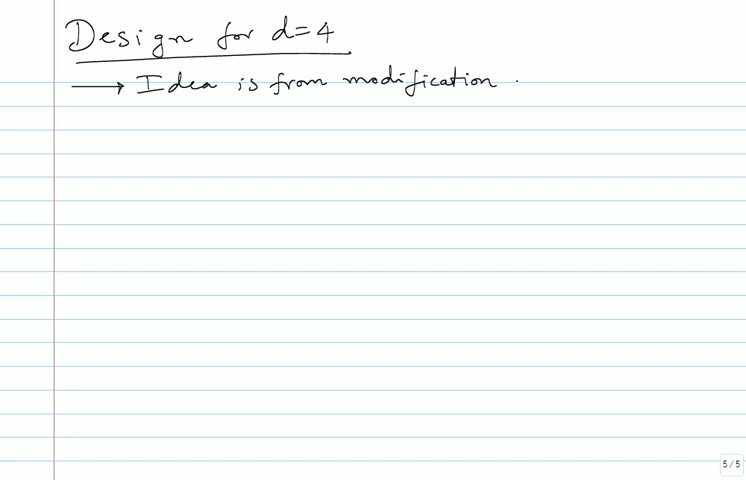 Design for d=4
→ Idea is from modification.
5/5